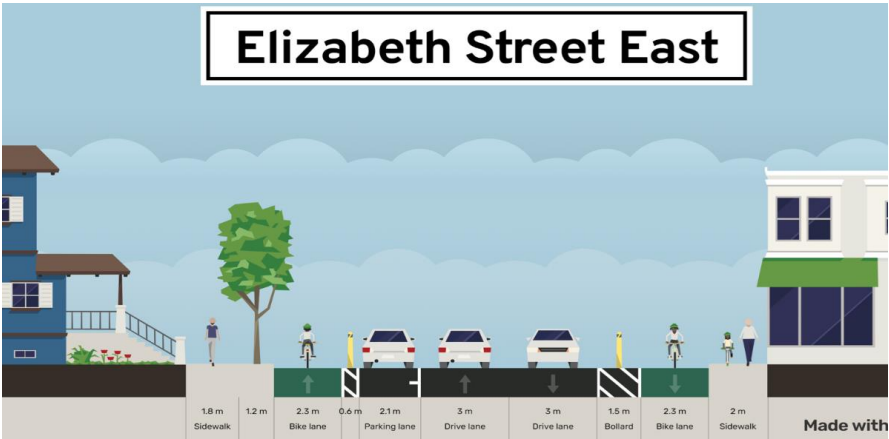 Elizabeth Street East
1.8 m 1.2 m 2.3 m 0.6 m 2.1 m 3 m 3 m 1.5 m 2.3 m 2 m
Sidewalk Bike lane Parking lane Drive lane Drive lane Bollard Bike lane Sidewalk
Made with